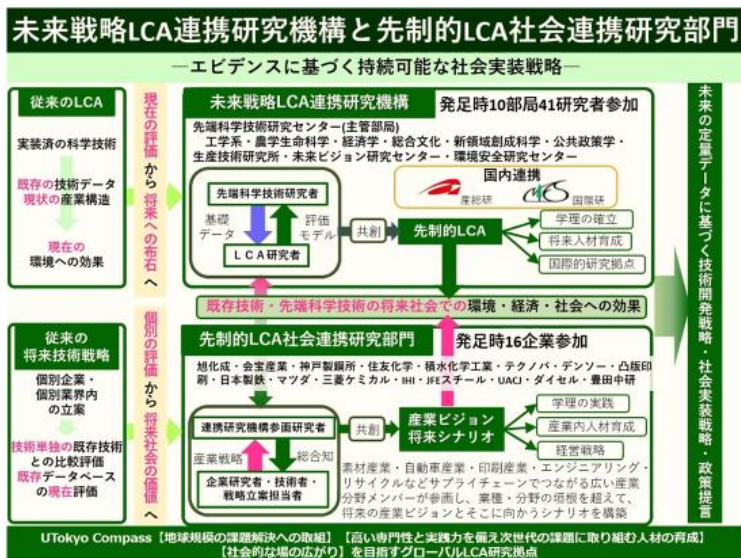 未来戦略LCA連携研究機構と先制的LCA社会連携研究部門
―エビデンスに基づく持続可能な社会実装戦略―
従来のLCA
実装済の科学技術
既存の技術データ
現状の産業構造
現在の
環境への効果
現在の評価から将来への布石へ
未来戦略LCA連携研究機構
発足時10部局41研究者参加
先端科学技術研究センター(主管部局)
工学系・農学生命科学・経済学・総合文化・新領域創成科学・公共政策学・
生産技術研究所・未来ビジョン研究センター・環境安全研究センター
先端科学技術研究者
基礎
データ
評価
モデル
LCA研究者
共創
国内連携
産総研
国環研
先制的LCA
学理の確立
将来人材育成
国際的研究拠点
既存技術・先端科学技術の将来社会での環境・経済・社会への効果
従来の
将来技術戦略
個別企業・
個別業界内
の立案
技術単独の既存技術
との比較評価
既存データベース
の現在評価
個別の評価から将来社会の価値へ
先制的LCA社会連携研究部門
発足時16企業参加
旭化成・会宝産業・神戸製鋼所・住友化学・積水化学工業・テクノバ・デンソー・凸版印
刷・日本製鉄・マツダ・三菱ケミカル・IHI・JFEスチール・UACJ・ダイセル・豊田中研
連携研究機構参画研究者
産業戦略
総合知
企業研究者・技術者・
戦略立案担当者
共創
産業ビジョン
将来シナリオ
学理の実践
産業内人材育成
経営戦略
素材産業・自動車産業・印刷産業・エンジニアリング・
リサイクルなどサプライチェーンでつながる広い産業
分野メンバーが参画し、業種・分野の垣根を超えて、
将来の産業ビジョンとそこに向かうシナリオを構築
未来の定量データに基づく技術開発戦略・社会実装戦略・政策提言
UTokyo Compass【地球規模の課題解決への取組】【高い専門性と実践力を備え次世代の課題に取り組む人材の育成】
【社会的な場の広がり】を目指すグローバルLCA研究拠点